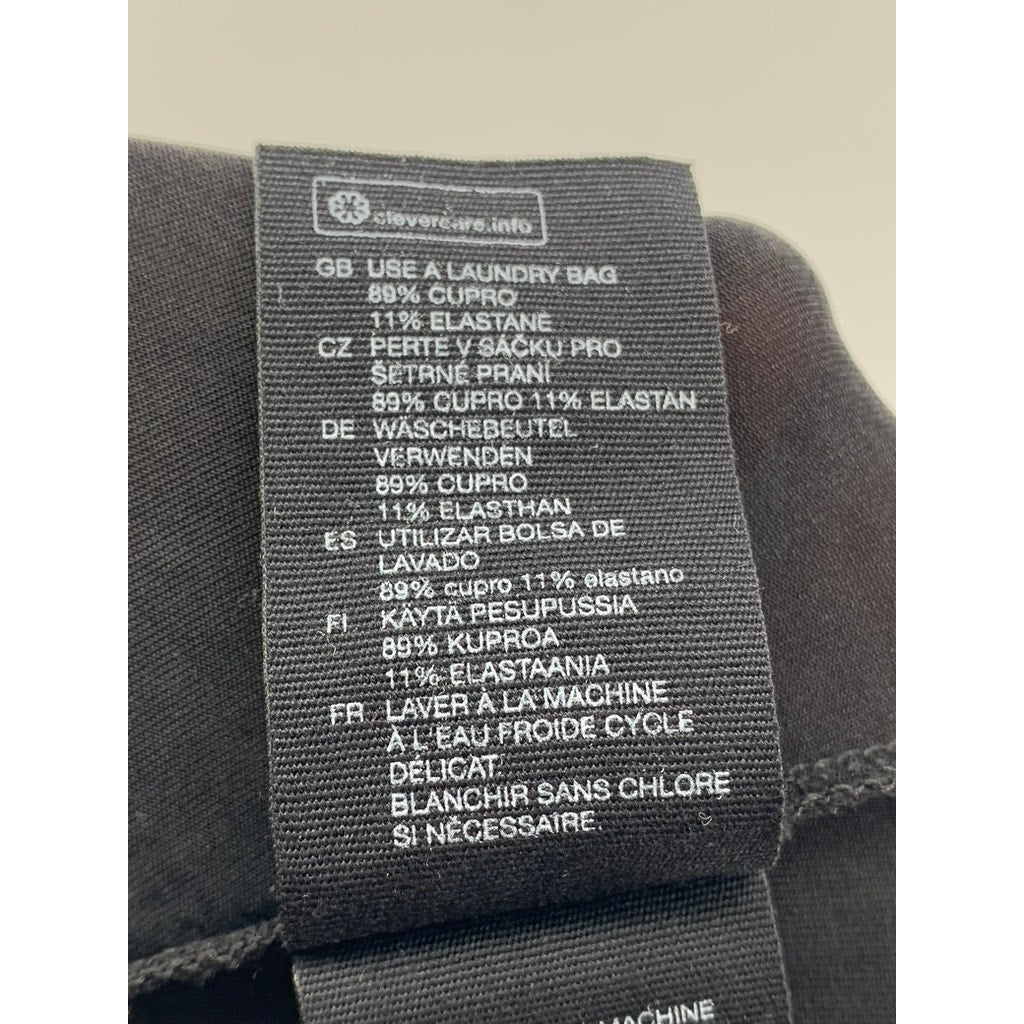 clevercare.info
GB USE A LAUNDRY BAG
89% CUPRO
11% ELASTANE
CZ PERTE V SÁČKU PRO
ŠETRNÉ PRANÍ
89% CUPRO 11% ELASTAN
DE WÄSCHEBEUTEL
VERWENDEN
89% CUPRO
11% ELASTHAN
ES UTILIZAR BOLSA DE
LAVADO
89% cupro 11% elastano
FI KÄYTÄ PESUPUSSIA
89% KUPROA
11% ELASTAANIA
FR LAVER À LA MACHINE
À L'EAU FROIDE CYCLE
DÉLICAT.
BLANCHIR SANS CHLORE
SI NÉCESSAIRE.
MACHINE